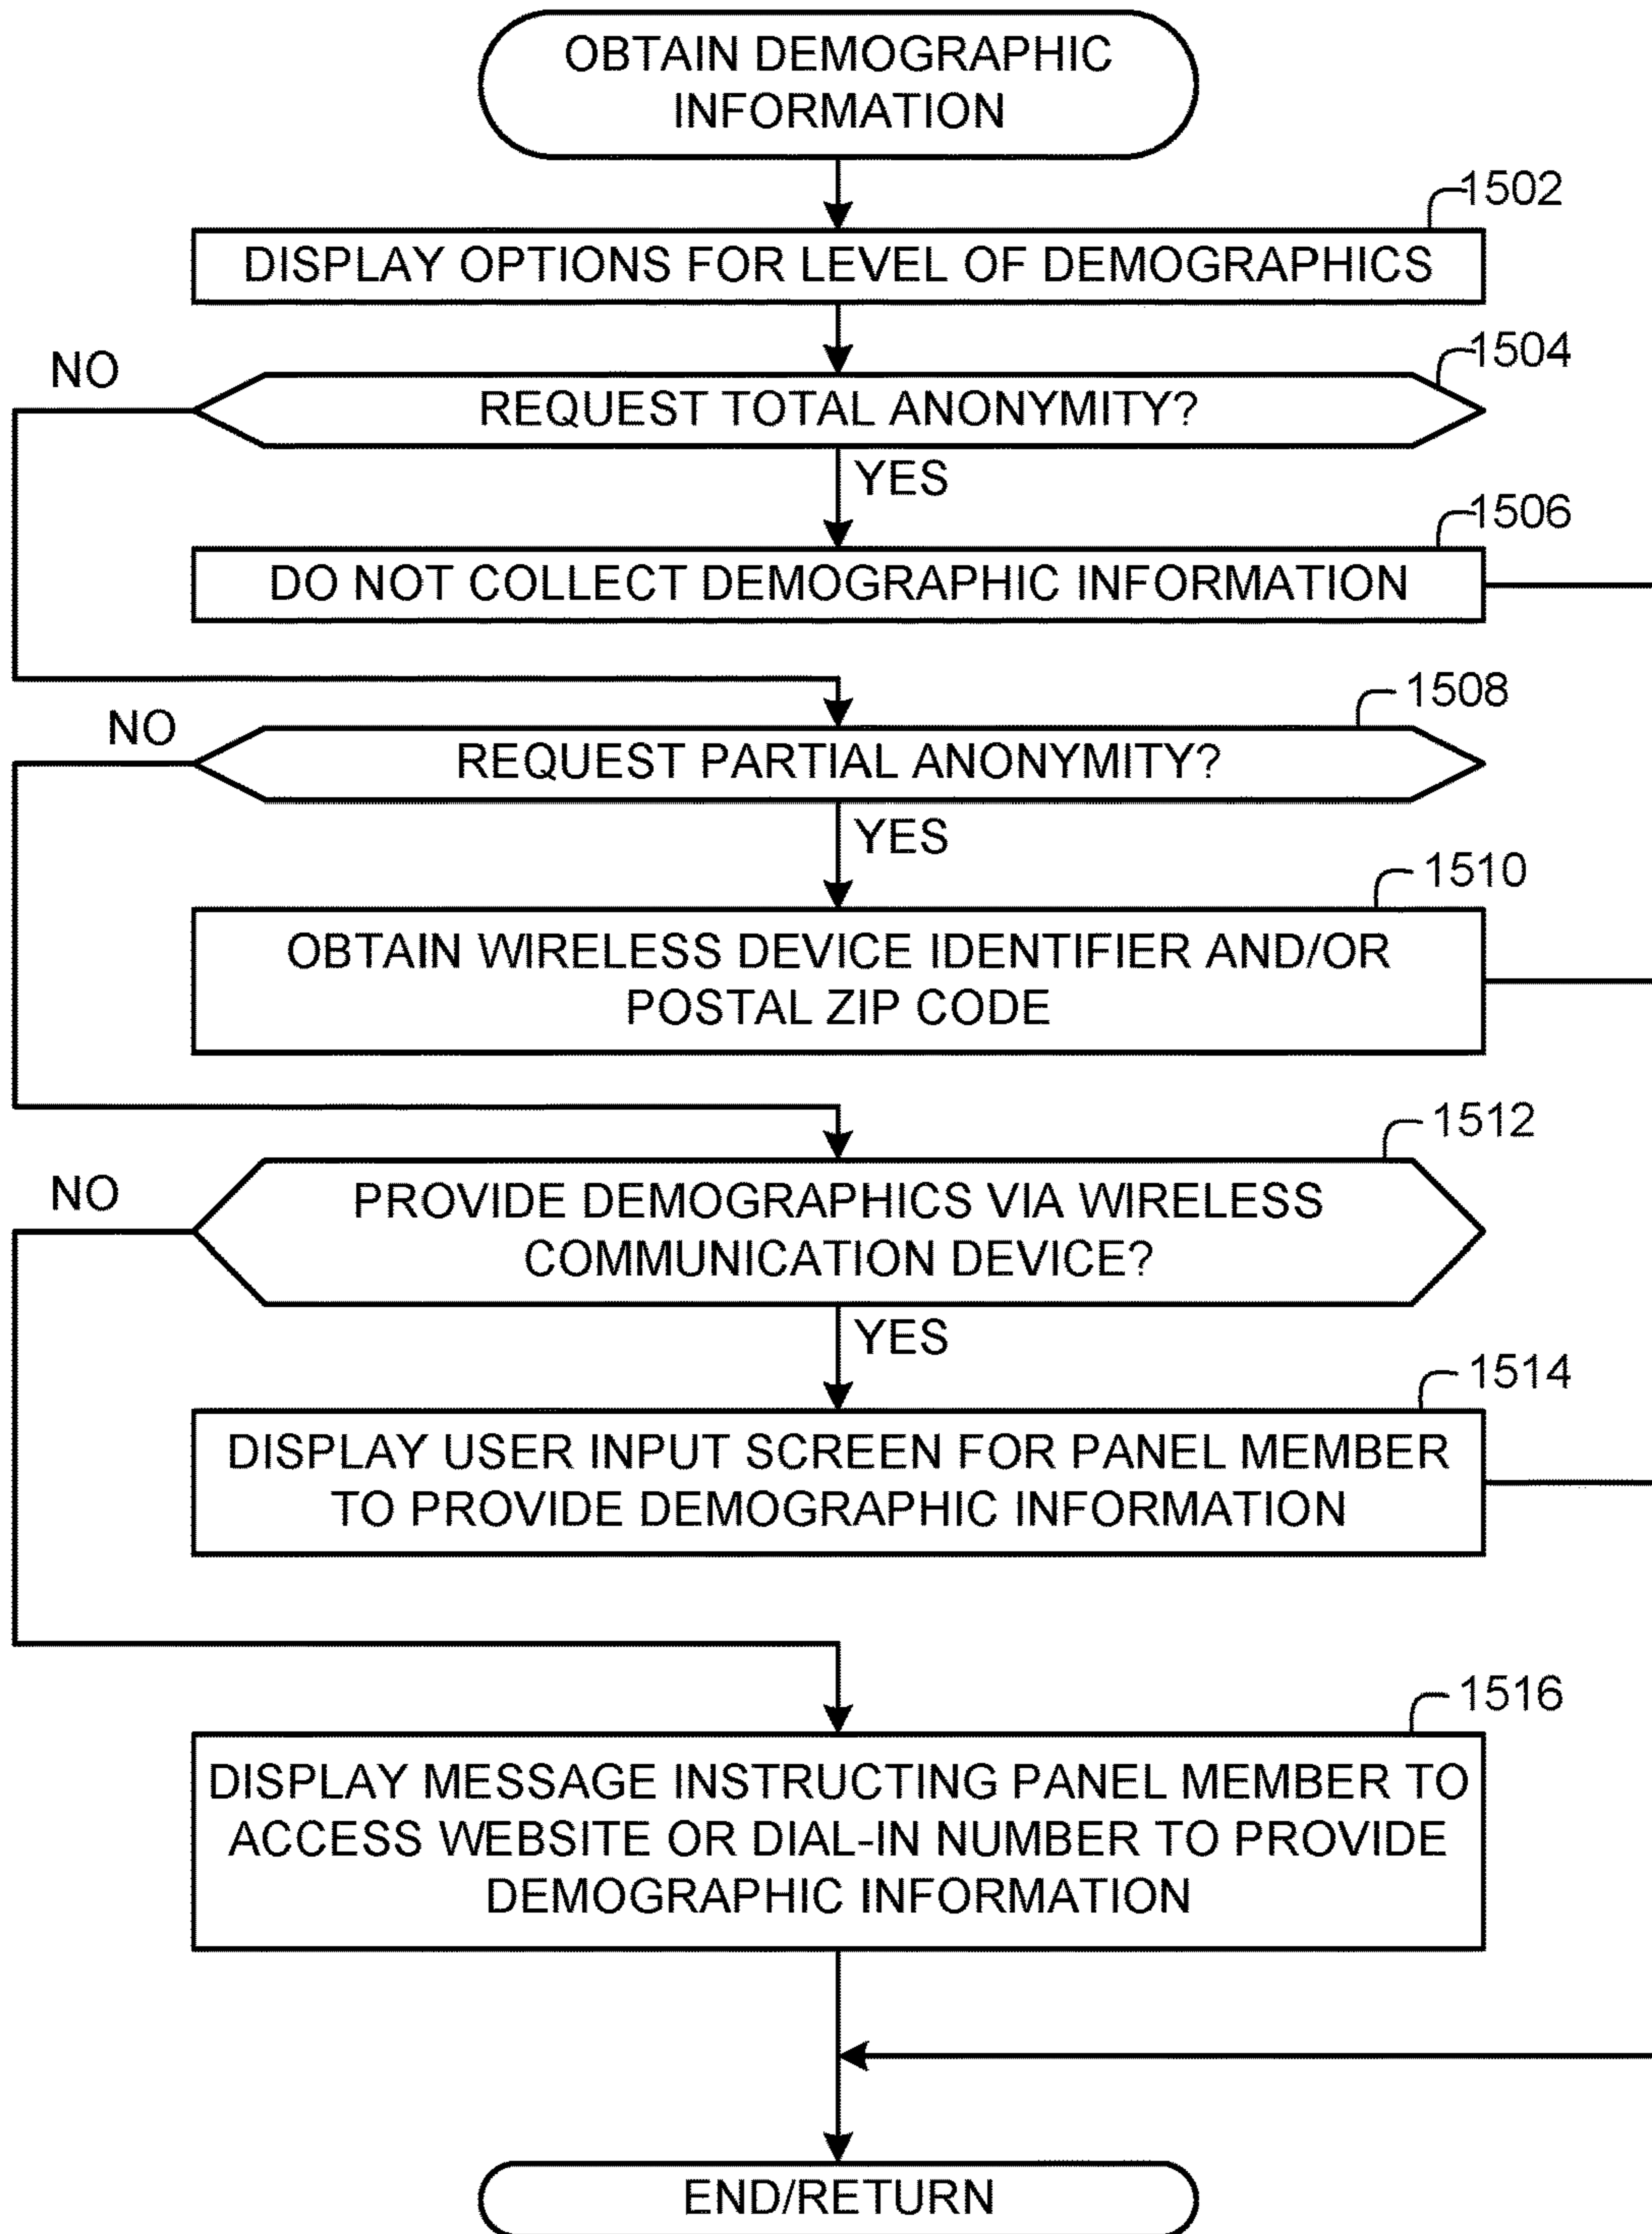 OBTAIN DEMOGRAPHIC
INFORMATION
1502
DISPLAY OPTIONS FOR LEVEL OF DEMOGRAPHICS
1504
NO
REQUEST TOTAL ANONYMITY?
YES
1506
DO NOT COLLECT DEMOGRAPHIC INFORMATION
1508
NO
REQUEST PARTIAL ANONYMITY?
YES
1510
OBTAIN WIRELESS DEVICE IDENTIFIER AND/OR
POSTAL ZIP CODE
1512
NO
PROVIDE DEMOGRAPHICS VIA WIRELESS
COMMUNICATION DEVICE?
YES
1514
DISPLAY USER INPUT SCREEN FOR PANEL MEMBER
TO PROVIDE DEMOGRAPHIC INFORMATION
1516
DISPLAY MESSAGE INSTRUCTING PANEL MEMBER TO
ACCESS WEBSITE OR DIAL-IN NUMBER TO PROVIDE
DEMOGRAPHIC INFORMATION
END/RETURN